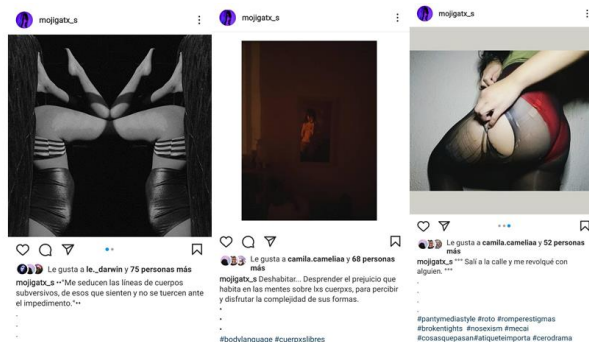 mojigatx_s
Le gusta a le._darwin y 75 personas más
mojigatx_s ••"Me seducen las líneas de cuerpos
subversivos, de esos que sienten y no se tuercen ante
el impedimento."••
.
.
.
mojigatx_s
Le gusta a camila.cameliaa y 68 personas
más
mojigatx_s Deshabitar... Desprender el prejuicio que
habita en las mentes sobre lxs cuerpxs, para percibir
y disfrutar la complejidad de sus formas.
•
•
•
#bodylanguage #cuerpxslibres
mojigatx_s
Le gusta a camila.cameliaa y 52 personas
más
mojigatx_s """ Salí a la calle y me revolqué con
alguien. """
.
.
.
#pantymediastyle #roto #romperestigmas
#brokentights #nosexism #mecai
#cosasquepasan#atiqueteimporta #cerodrama